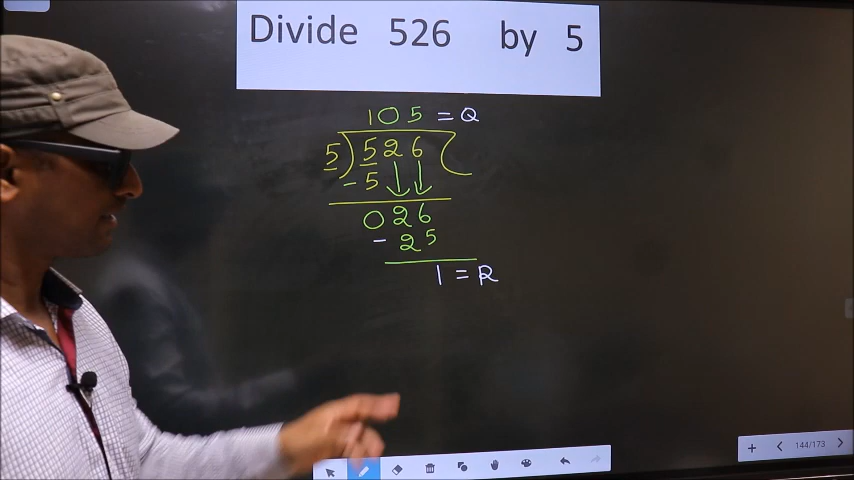 Divide 526 by 5
105 = Q
5) 526 (
- 5
026
- 25
1 = R
144/173